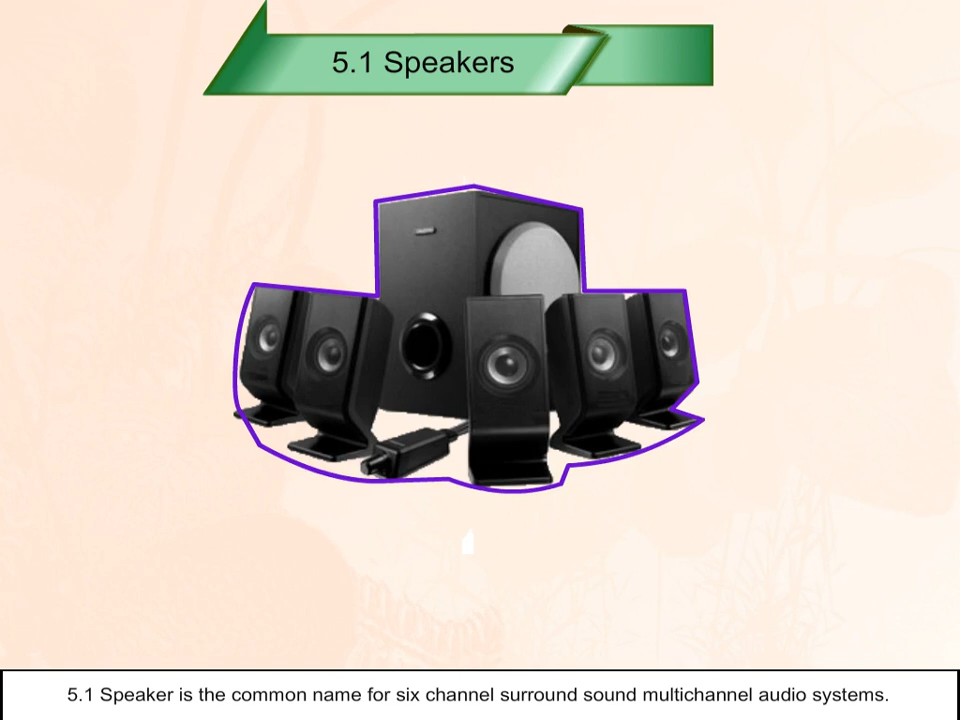 5.1 Speakers
5.1 Speaker is the common name for six channel surround sound multichannel audio systems.